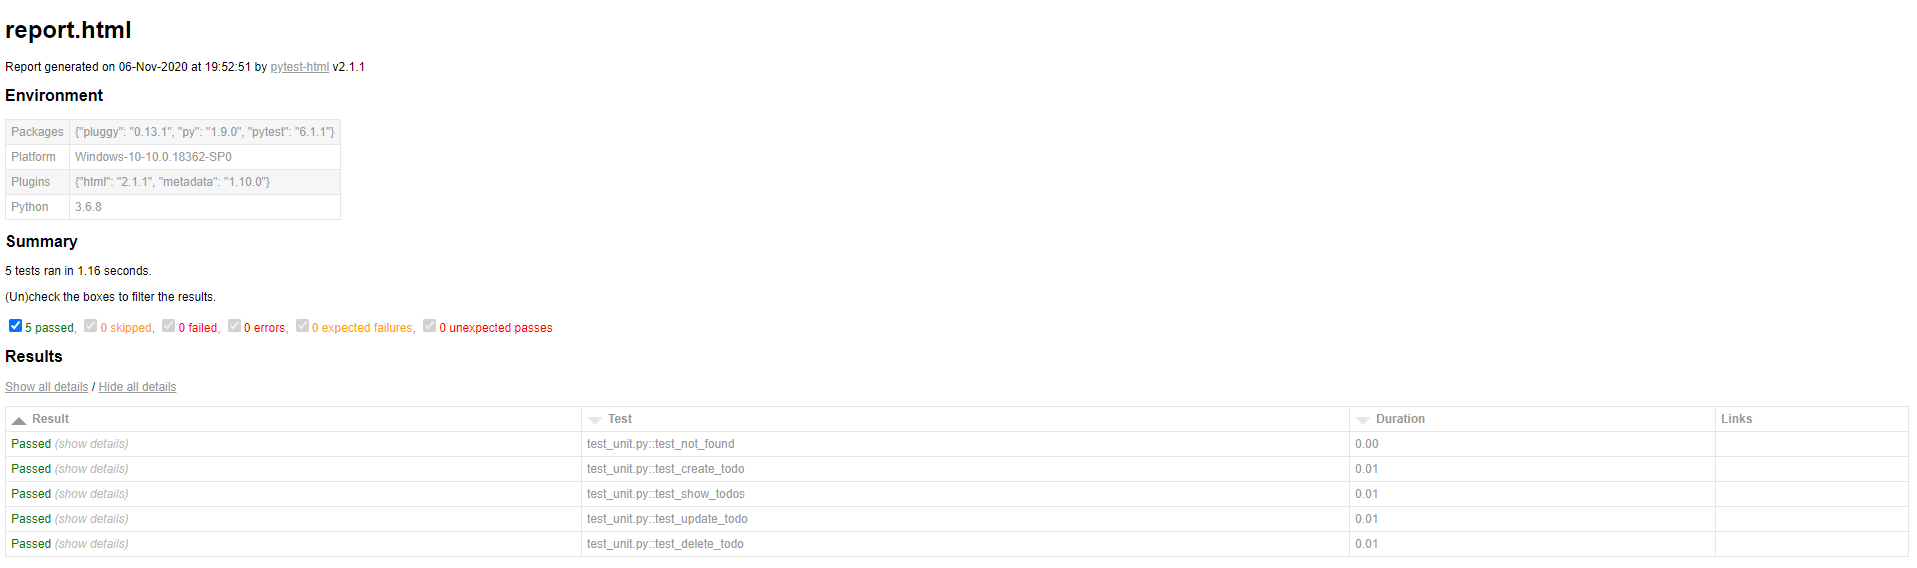 report.html
Report generated on 06-Nov-2020 at 19:52:51 by pytest-html v2.1.1
Environment
Packages {"pluggy": "0.13.1", "py": "1.9.0", "pytest": "6.1.1"}
Platform Windows-10-10.0.18362-SP0
Plugins {"html": "2.1.1", "metadata": "1.10.0"}
Python 3.6.8
Summary
5 tests ran in 1.16 seconds.
(Un)check the boxes to filter the results.
5 passed, 0 skipped, 0 failed, 0 errors, 0 expected failures, 0 unexpected passes
Results
Show all details / Hide all details
Result Test Duration Links
Passed (show details) test_unit.py::test_not_found 0.00
Passed (show details) test_unit.py::test_create_todo 0.01
Passed (show details) test_unit.py::test_show_todos 0.01
Passed (show details) test_unit.py::test_update_todo 0.01
Passed (show details) test_unit.py::test_delete_todo 0.01